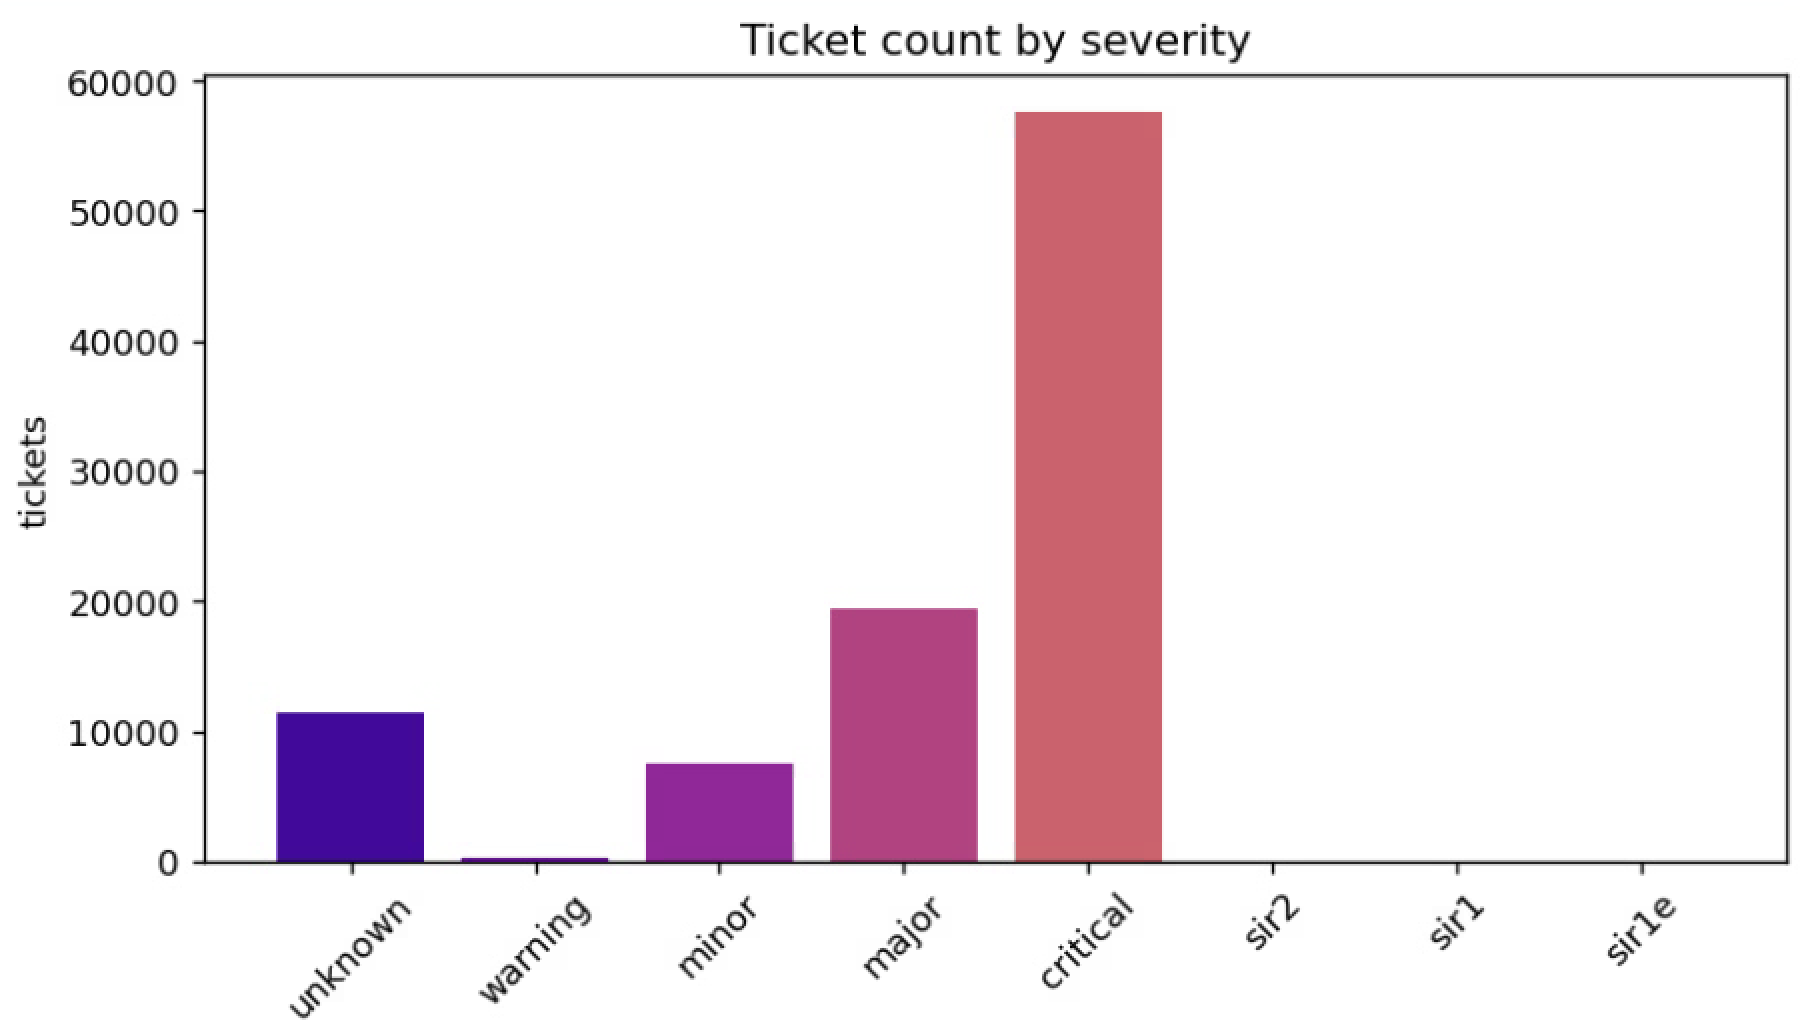 Ticket count by severity
60000
50000
40000
30000
20000
10000
0
tickets
unknown
warning
minor
major
critical
sir2
sir1
sir1e